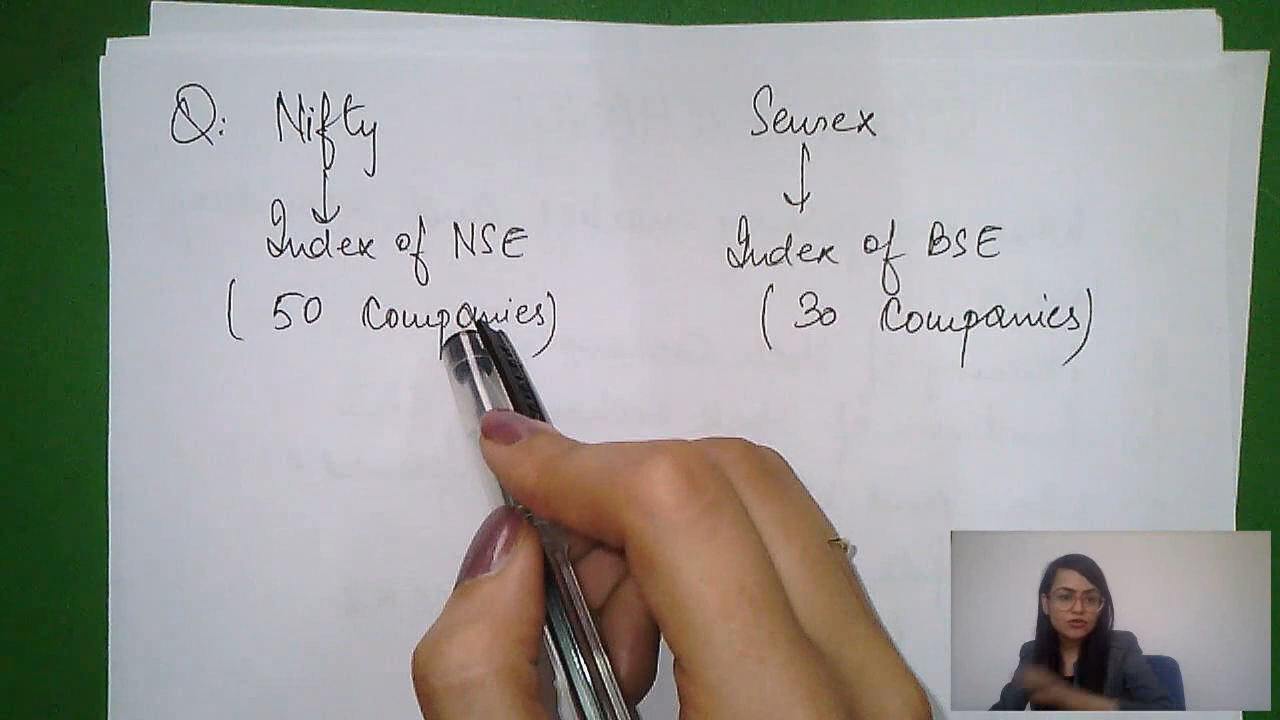 Q: Nifty Sensex
Index of NSE Index of BSE
( 50 Companies) ( 30 Companies)